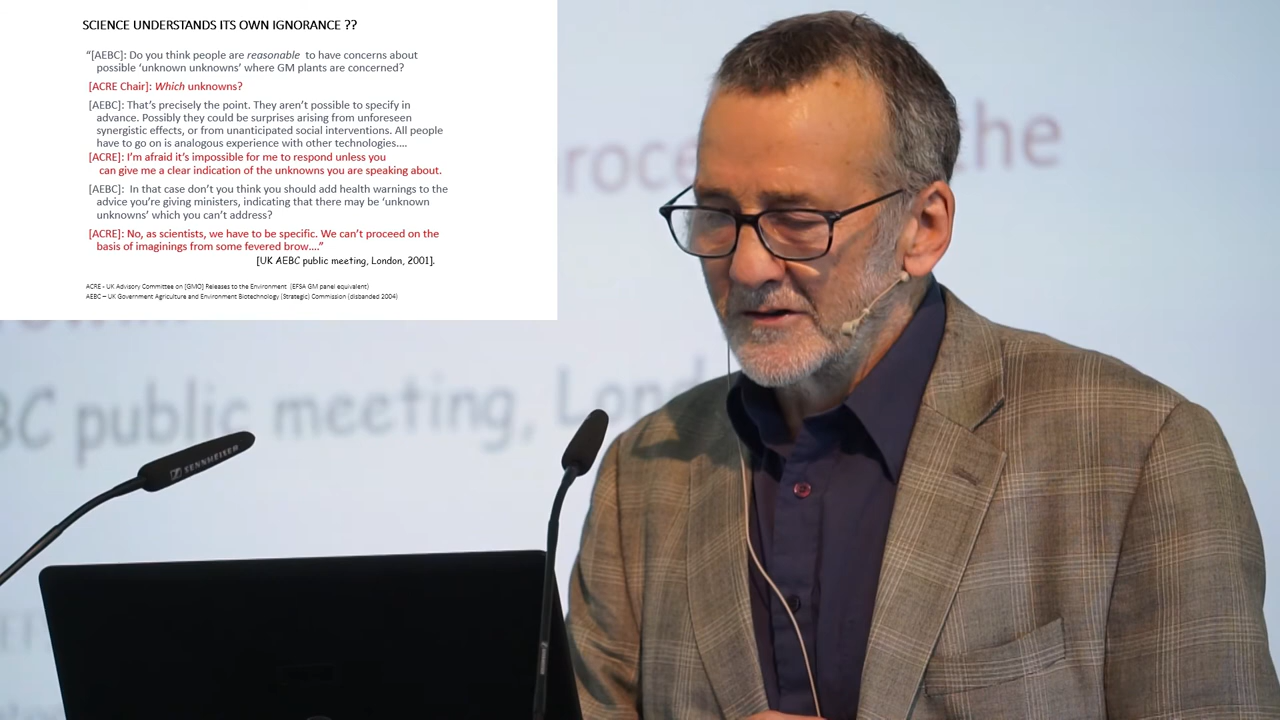 SCIENCE UNDERSTANDS ITS OWN IGNORANCE ??
“[AEBC]: Do you think people are reasonable to have concerns about
possible ‘unknown unknowns’ where GM plants are concerned?
[ACRE Chair]: Which unknowns?
[AEBC]: That’s precisely the point. They aren’t possible to specify in
advance. Possibly they could be surprises arising from unforeseen
synergistic effects, or from unanticipated social interventions. All people
have to go on is analogous experience with other technologies....
[ACRE]: I’m afraid it’s impossible for me to respond unless you
can give me a clear indication of the unknowns you are speaking about.
[AEBC]: In that case don’t you think you should add health warnings to the
advice you’re giving ministers, indicating that there may be ‘unknown
unknowns’ which you can’t address?
[ACRE]: No, as scientists, we have to be specific. We can’t proceed on the
basis of imaginings from some fevered brow....”
[UK AEBC public meeting, London, 2001].
ACRE - UK Advisory Committee on [GMO] Releases to the Environment (EFSA GM panel equivalent)
AEBC – UK Government Agriculture and Environment Biotechnology (Strategic) Commission (disbanded 2004)
proce the
BC public meeting, Lon
SENNHEISER